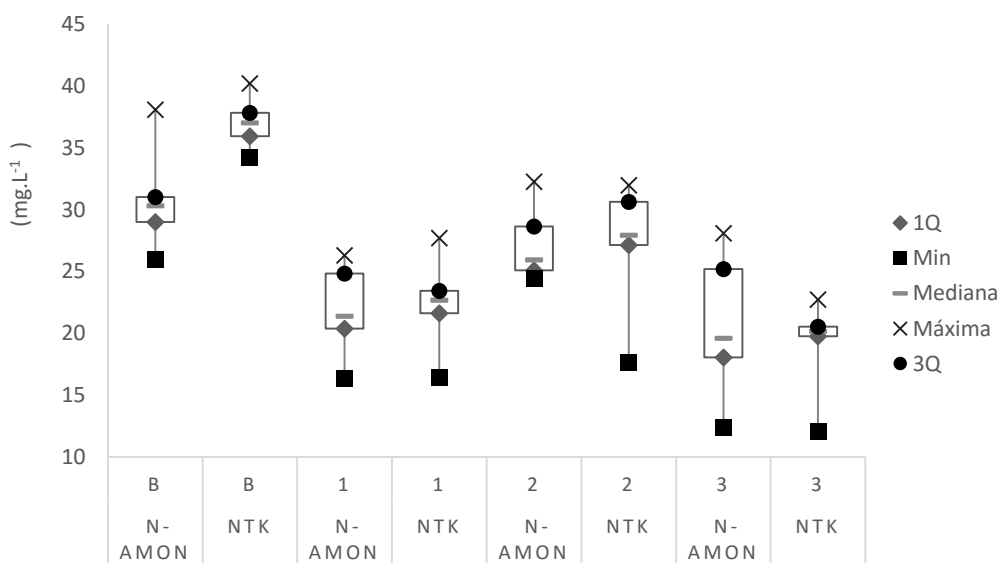 45
40
35
30
25
20
15
10
(mg.L-1 )
B B 1 1 2 2 3 3
N-AMON NTK N-AMON NTK N-AMON NTK N-AMON NTK
1Q
Min
Mediana
Máxima
3Q